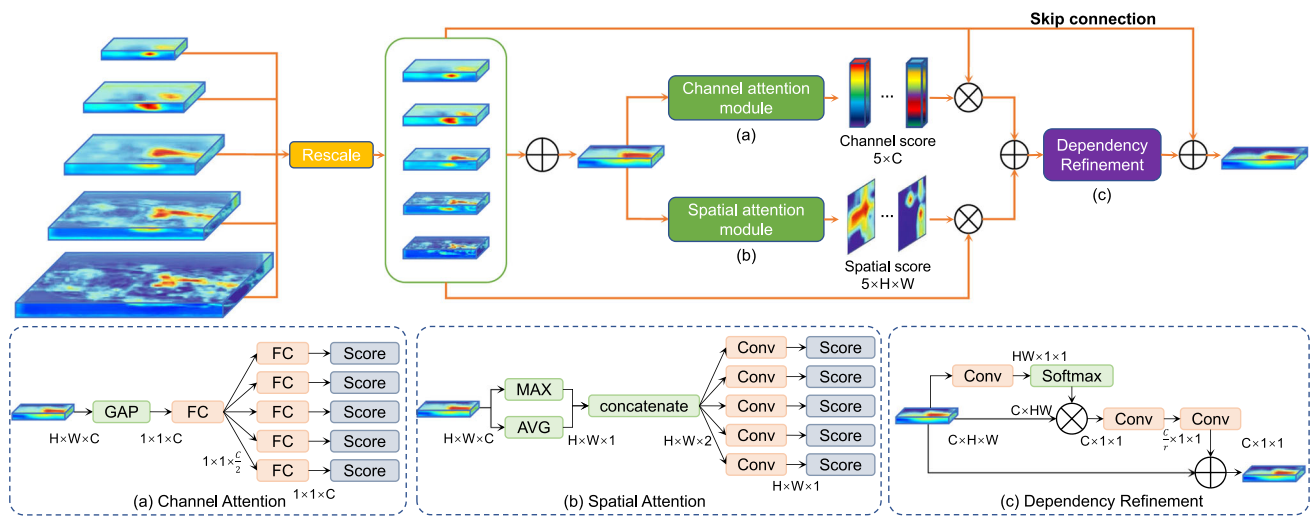 Skip connection
Rescale
Channel attention
module
(a)
...
Channel score
5×C
Spatial attention
module
(b)
...
Spatial score
5×H×W
Dependency
Refinement
(c)
H×W×C
GAP
1×1×C
FC
1×1×C/2
FC
Score
FC
Score
FC
Score
FC
Score
FC
Score
1×1×C
(a) Channel Attention
H×W×C
MAX
AVG
H×W×1
concatenate
H×W×2
Conv
Score
Conv
Score
Conv
Score
Conv
Score
Conv
Score
H×W×1
(b) Spatial Attention
HW×1×1
Conv
Softmax
C×HW
C×H×W
C×1×1
Conv
C/r×1×1
Conv
C×1×1
(c) Dependency Refinement